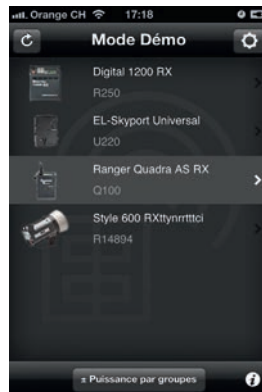 Orange CH 17:18
Mode Démo
Digital 1200 RX
R250
EL-Skyport Universal
U220
Ranger Quadra AS RX
Q100
Style 600 RXttynrrtttci
R14894
± Puissance par groupes